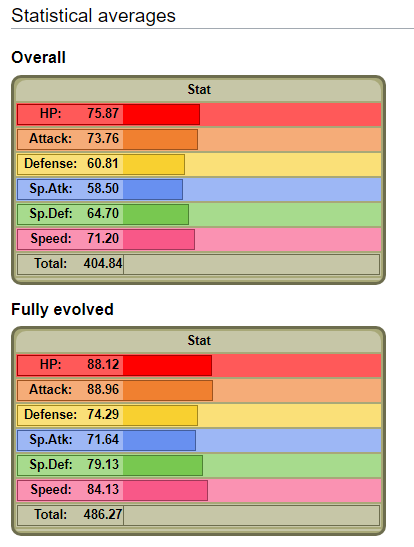 Statistical averages
Overall
Stat
HP: 75.87
Attack: 73.76
Defense: 60.81
Sp.Atk: 58.50
Sp.Def: 64.70
Speed: 71.20
Total: 404.84
Fully evolved
Stat
HP: 88.12
Attack: 88.96
Defense: 74.29
Sp.Atk: 71.64
Sp.Def: 79.13
Speed: 84.13
Total: 486.27